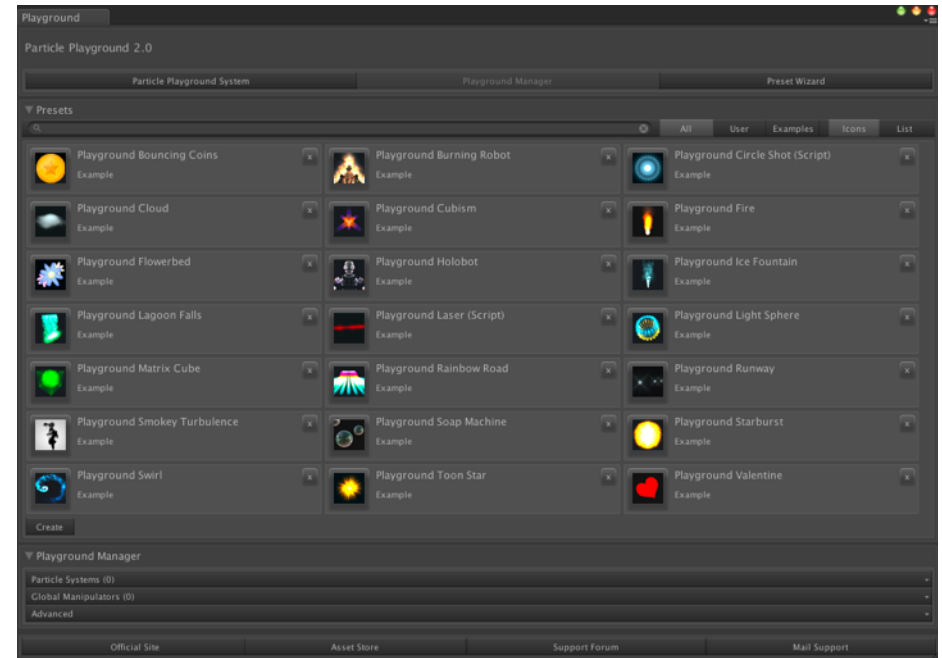 Playground
Particle Playground 2.0
Particle Playground System Playground Manager Preset Wizard
Presets
All User Examples Icons List
Playground Bouncing Coins x Playground Burning Robot x Playground Circle Shot (Script) x
Example Example Example
Playground Cloud x Playground Cubism x Playground Fire x
Example Example Example
Playground Flowerbed x Playground Holobot x Playground Ice Fountain x
Example Example Example
Playground Lagoon Falls x Playground Laser (Script) x Playground Light Sphere x
Example Example Example
Playground Matrix Cube x Playground Rainbow Road x Playground Runway x
Example Example Example
Playground Smokey Turbulence x Playground Soap Machine x Playground Starburst x
Example Example Example
Playground Swirl x Playground Toon Star x Playground Valentine x
Example Example Example
Create
Playground Manager
Particle Systems (0)
Global Manipulators (0)
Advanced
Official Site Asset Store Support Forum Mail Support